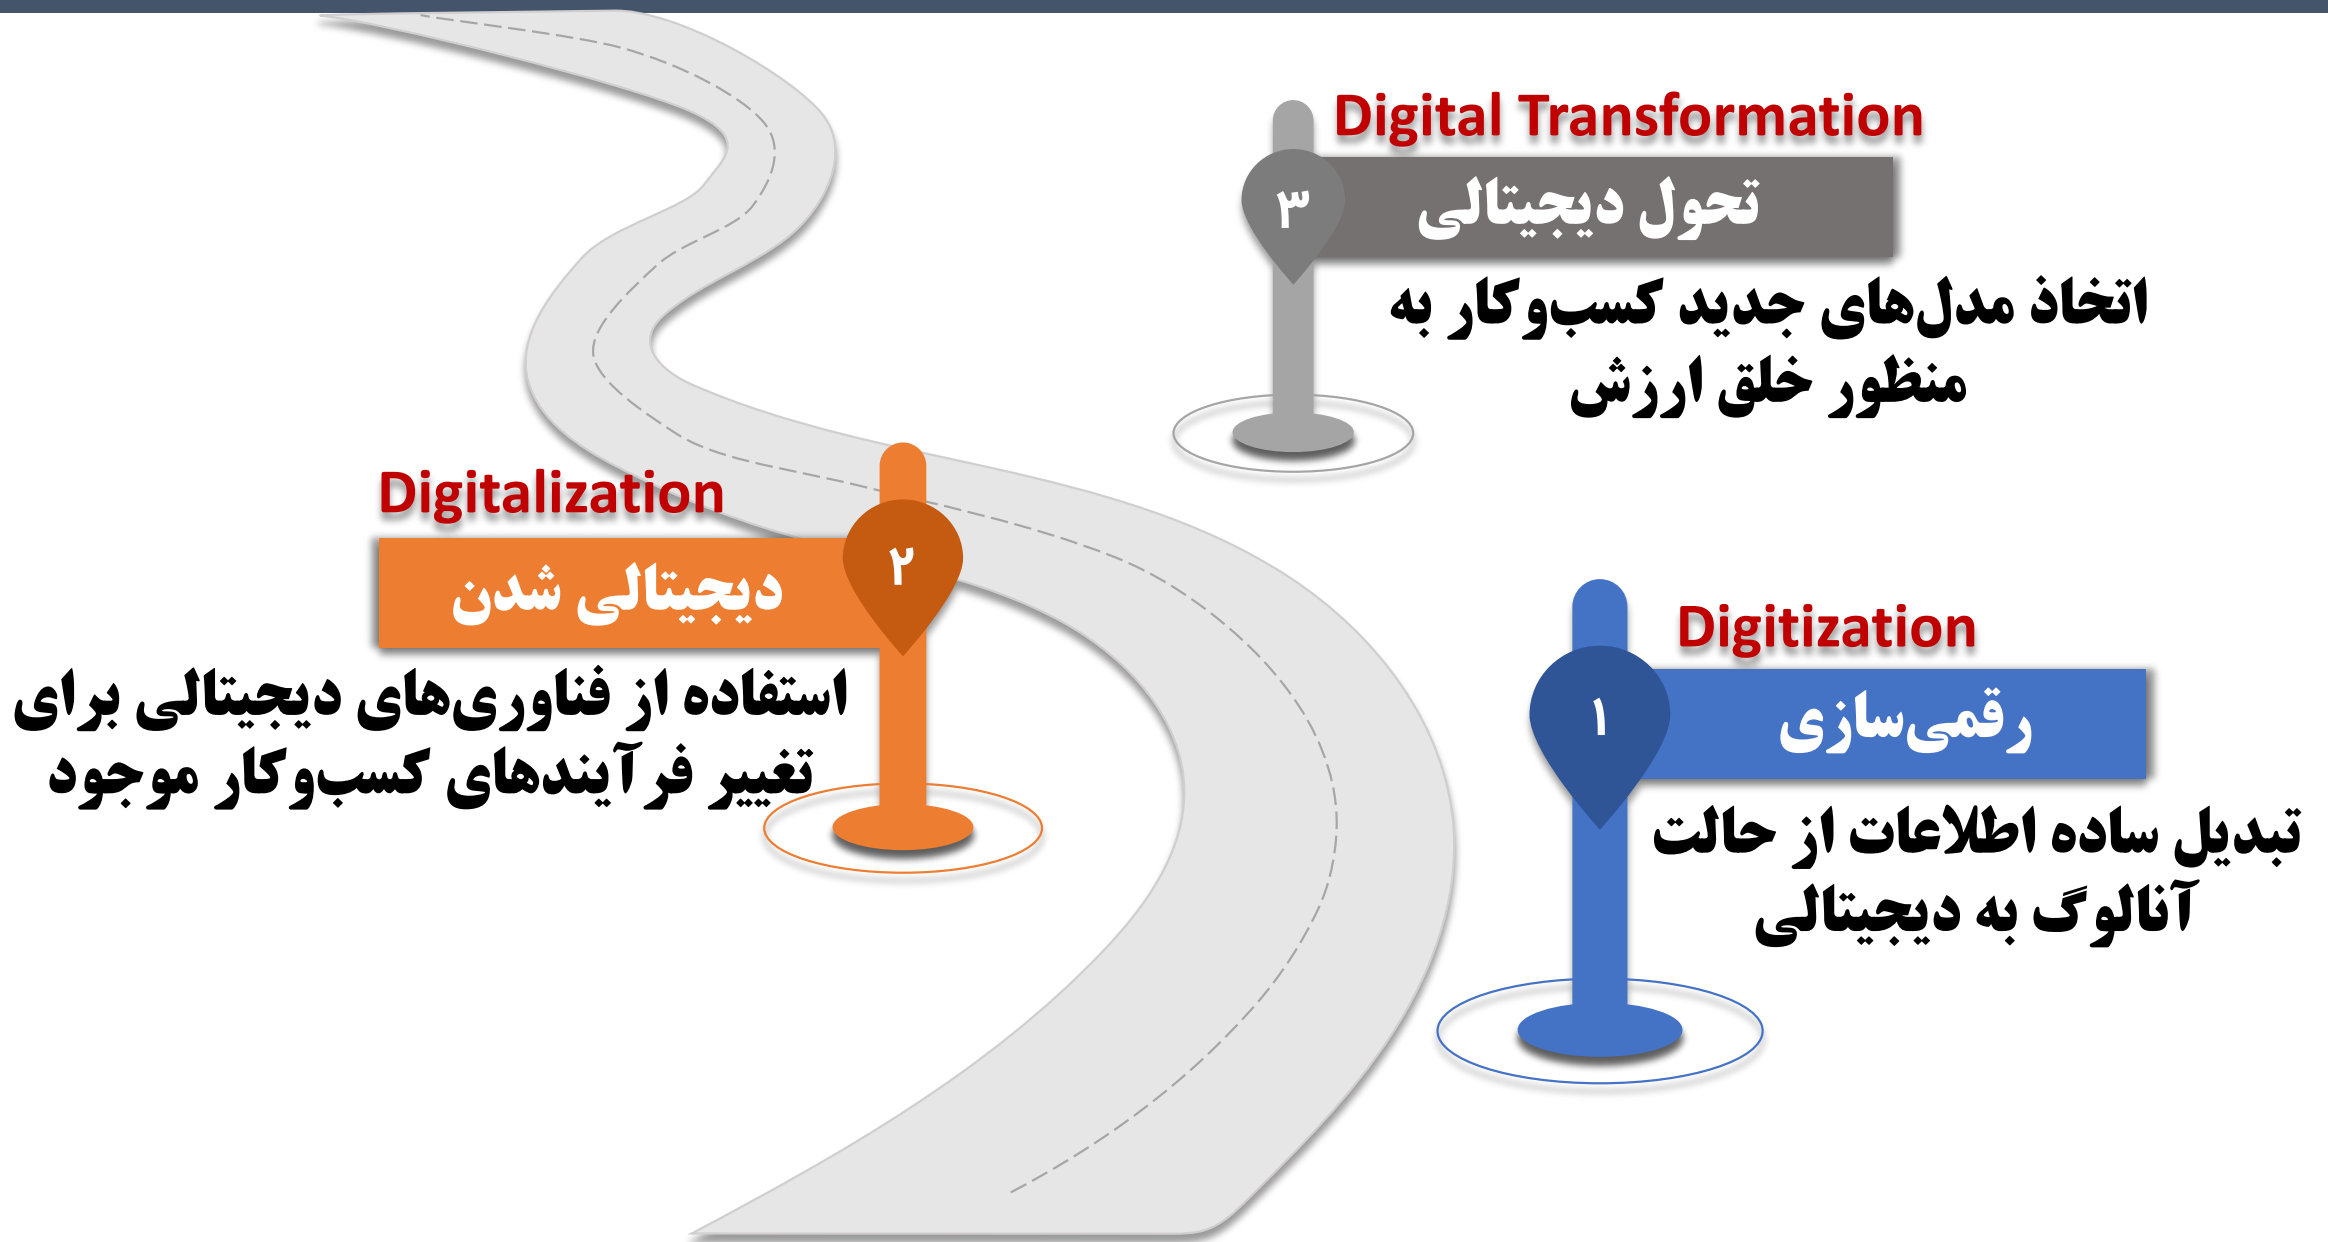 Digital Transformation
۳
تحول دیجیتالی
اتخاذ مدل‌های جدید کسب‌وکار به
منظور خلق ارزش
Digitalization
۲
دیجیتالی شدن
استفاده از فناوری‌های دیجیتالی برای
تغییر فرآیندهای کسب‌وکار موجود
Digitization
۱
رقمی‌سازی
تبدیل ساده اطلاعات از حالت
آنالوگ به دیجیتالی